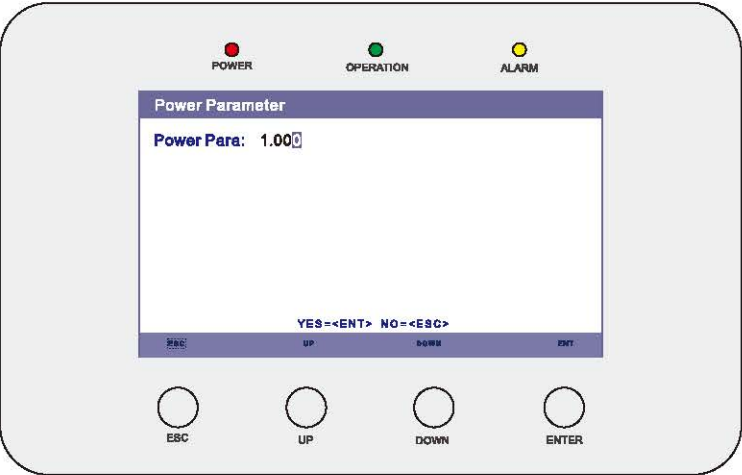 POWER OPERATION ALARM
Power Parameter
Power Para: 1.000
YES=<ENT> NO=<ESC>
ESC UP DOWN ENT
ESC UP DOWN ENTER